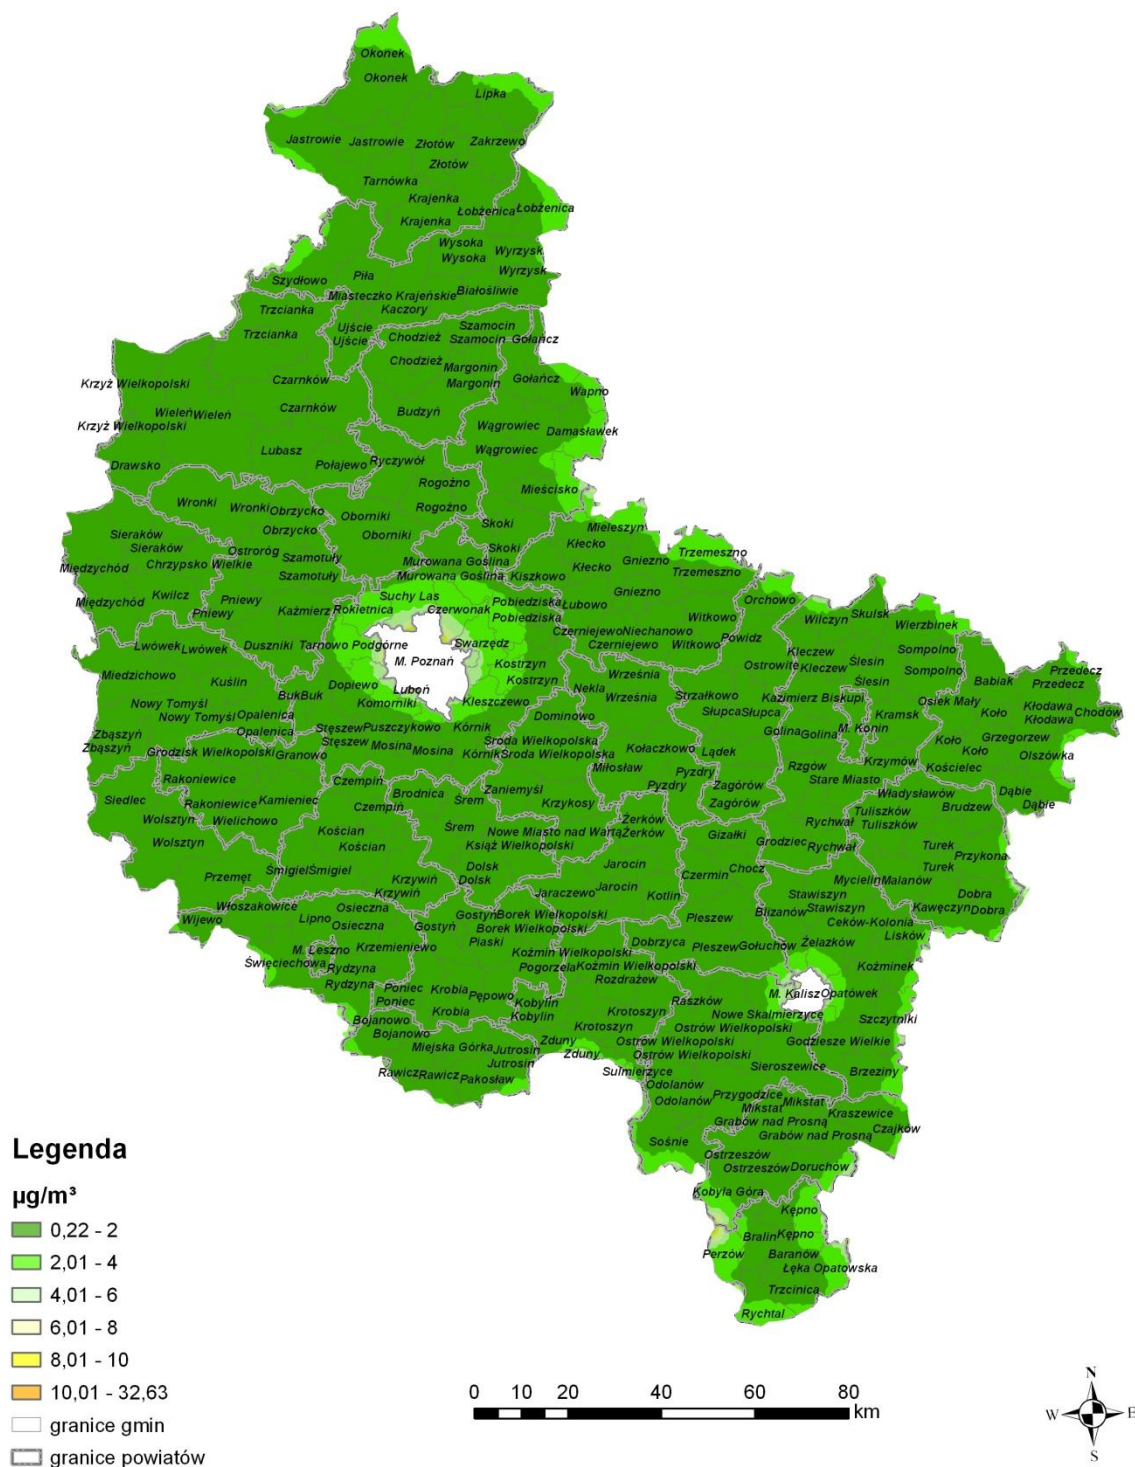 Okonek
Okonek
Lipka
Jastrowie Jastrowie Złotów Zakrzewo
Złotów
Tarnówka
Krajenka
Łobżenica Łobżenica
Krajenka
Wysoka
Wyrzysk
Wysoka
Wyrzysk
Piła
Szydłowo
Białośliwie
Miasteczko Krajeńskie
Trzcianka
Kaczory
Szamocin
Ujście
Trzcianka
Ujście
Chodzież
Szamocin Gołańcz
Chodzież
Margonin
Gołańcz
Krzyż Wielkopolski
Czarnków
Margonin
Wapno
Czarnków
Wieleń Wieleń
Budzyń
Krzyż Wielkopolski
Wągrowiec
Damasławek
Lubasz
Wągrowiec
Drawsko
Połajewo Ryczywół
Rogoźno
Mieścisko
Wronki
Wronki
Obrzycko
Rogoźno
Oborniki
Skoki
Mieleszyn
Sieraków
Obrzycko
Oborniki
Kłecko
Sieraków
Ostroróg
Skoki
Trzemeszno
Międzychód
Chrzypsko Wielkie
Szamotuły
Murowana Goślina
Kłecko
Gniezno
Szamotuły
Murowana Goślina
Kiszkowo
Trzemeszno
Międzychód
Kwilcz
Pniewy
Suchy Las
Gniezno
Pniewy
Kaźmierz
Rokietnica
Czerwonak
Pobiedziska
Łubowo
Orchowo
Pobiedziska
Witkowo
Wilczyn
Skulsk
Wierzbinek
Lwówek
Lwówek
Duszniki
Tarnowo Podgórne
Swarzędz
Czerniejewo Niechanowo
Czerniejewo
Witkowo
Powidz
Kleczew
Sompolno
M. Poznań
Kostrzyn
Ostrowite
Kleczew
Ślesin
Sompolno
Przedecz
Miedzichowo
Kuślin
Dopiewo
Luboń
Kostrzyn
Września
Ślesin
Babiak
Przedecz
Nowy Tomyśl
Buk Buk
Komorniki
Kleszczewo
Nekla
Września
Strzałkowo
Kazimierz Biskupi
Osiek Mały
Kłodawa
Nowy Tomyśl
Opalenica
Dominowo
Słupca Słupca
Kramsk
Koło
Kłodawa
Chodów
Zbąszyń
Opalenica
Stęszew
Puszczykowo
Kórnik
Golina
Golina
M. Konin
Zbąszyń
Grodzisk Wielkopolski
Granowo
Stęszew
Mosina
Mosina
Kórnik
Środa Wielkopolska
Środa Wielkopolska
Kołaczkowo
Lądek
Koło
Koło
Grzegorzew
Olszówka
Rakoniewice
Czempiń
Miłosław
Pyzdry
Rzgów
Krzymów
Kościelec
Siedlec
Rakoniewice
Kamieniec
Czempiń
Brodnica
Śrem
Zaniemyśl
Pyzdry
Zagórów
Stare Miasto
Władysławów
Dąbie
Krzykosy
Zagórów
Brudzew
Dąbie
Wolsztyn
Wielichowo
Kościan
Śrem
Nowe Miasto nad Wartą
Żerków
Żerków
Gizałki
Rychwał
Tuliszków
Tuliszków
Wolsztyn
Kościan
Książ Wielkopolski
Grodziec
Rychwał
Turek
Przykona
Przemęt
Śmigiel Śmigiel
Krzywiń
Dolsk
Dolsk
Jarocin
Jarocin
Czermin
Chocz
Mycielin
Malanów
Turek
Krzywiń
Jaraczewo
Kotlin
Stawiszyn
Dobra
Wijewo
Włoszakowice
Osieczna
Lipno
Osieczna
Gostyń
Gostyń
Borek Wielkopolski
Borek Wielkopolski
Pleszew
Blizanów
Stawiszyn
Ceków-Kolonia
Kawęczyn Dobra
Piaski
Dobrzyca
Pleszew
Gołuchów
Żelazków
Lisków
M. Leszno
Krzemieniewo
Koźmin Wielkopolski
Święciechowa
Rydzyna
Pogorzela
Koźmin Wielkopolski
Koźminek
Rydzyna
Poniec
Krobia
Pępowo
Rozdrażew
M. Kalisz Opatówek
Poniec
Krobia
Kobylin
Kobylin
Krotoszyn
Raszków
Nowe Skalmierzyce
Szczytniki
Bojanowo
Bojanowo
Krotoszyn
Ostrów Wielkopolski
Miejska Górka
Jutrosin
Zduny
Ostrów Wielkopolski
Godziesze Wielkie
Jutrosin
Zduny
Ostrów Wielkopolski
Rawicz
Rawicz
Pakosław
Sulmierzyce
Sieroszewice
Brzeziny
Odolanów
Przygodzice
Odolanów
Mikstat
Mikstat
Kraszewice
Grabów nad Prosną
Czajków
Sośnie
Grabów nad Prosną
Ostrzeszów
Ostrzeszów
Doruchów
Kobyla Góra
Kępno
Bralin
Kępno
Perzów
Baranów
Łęka Opatowska
Trzcinica
Rychtal
Legenda
µg/m³
0,22 - 2
2,01 - 4
4,01 - 6
6,01 - 8
8,01 - 10
10,01 - 32,63
granice gmin
granice powiatów
0 10 20 40 60 80
km
N
W E
S